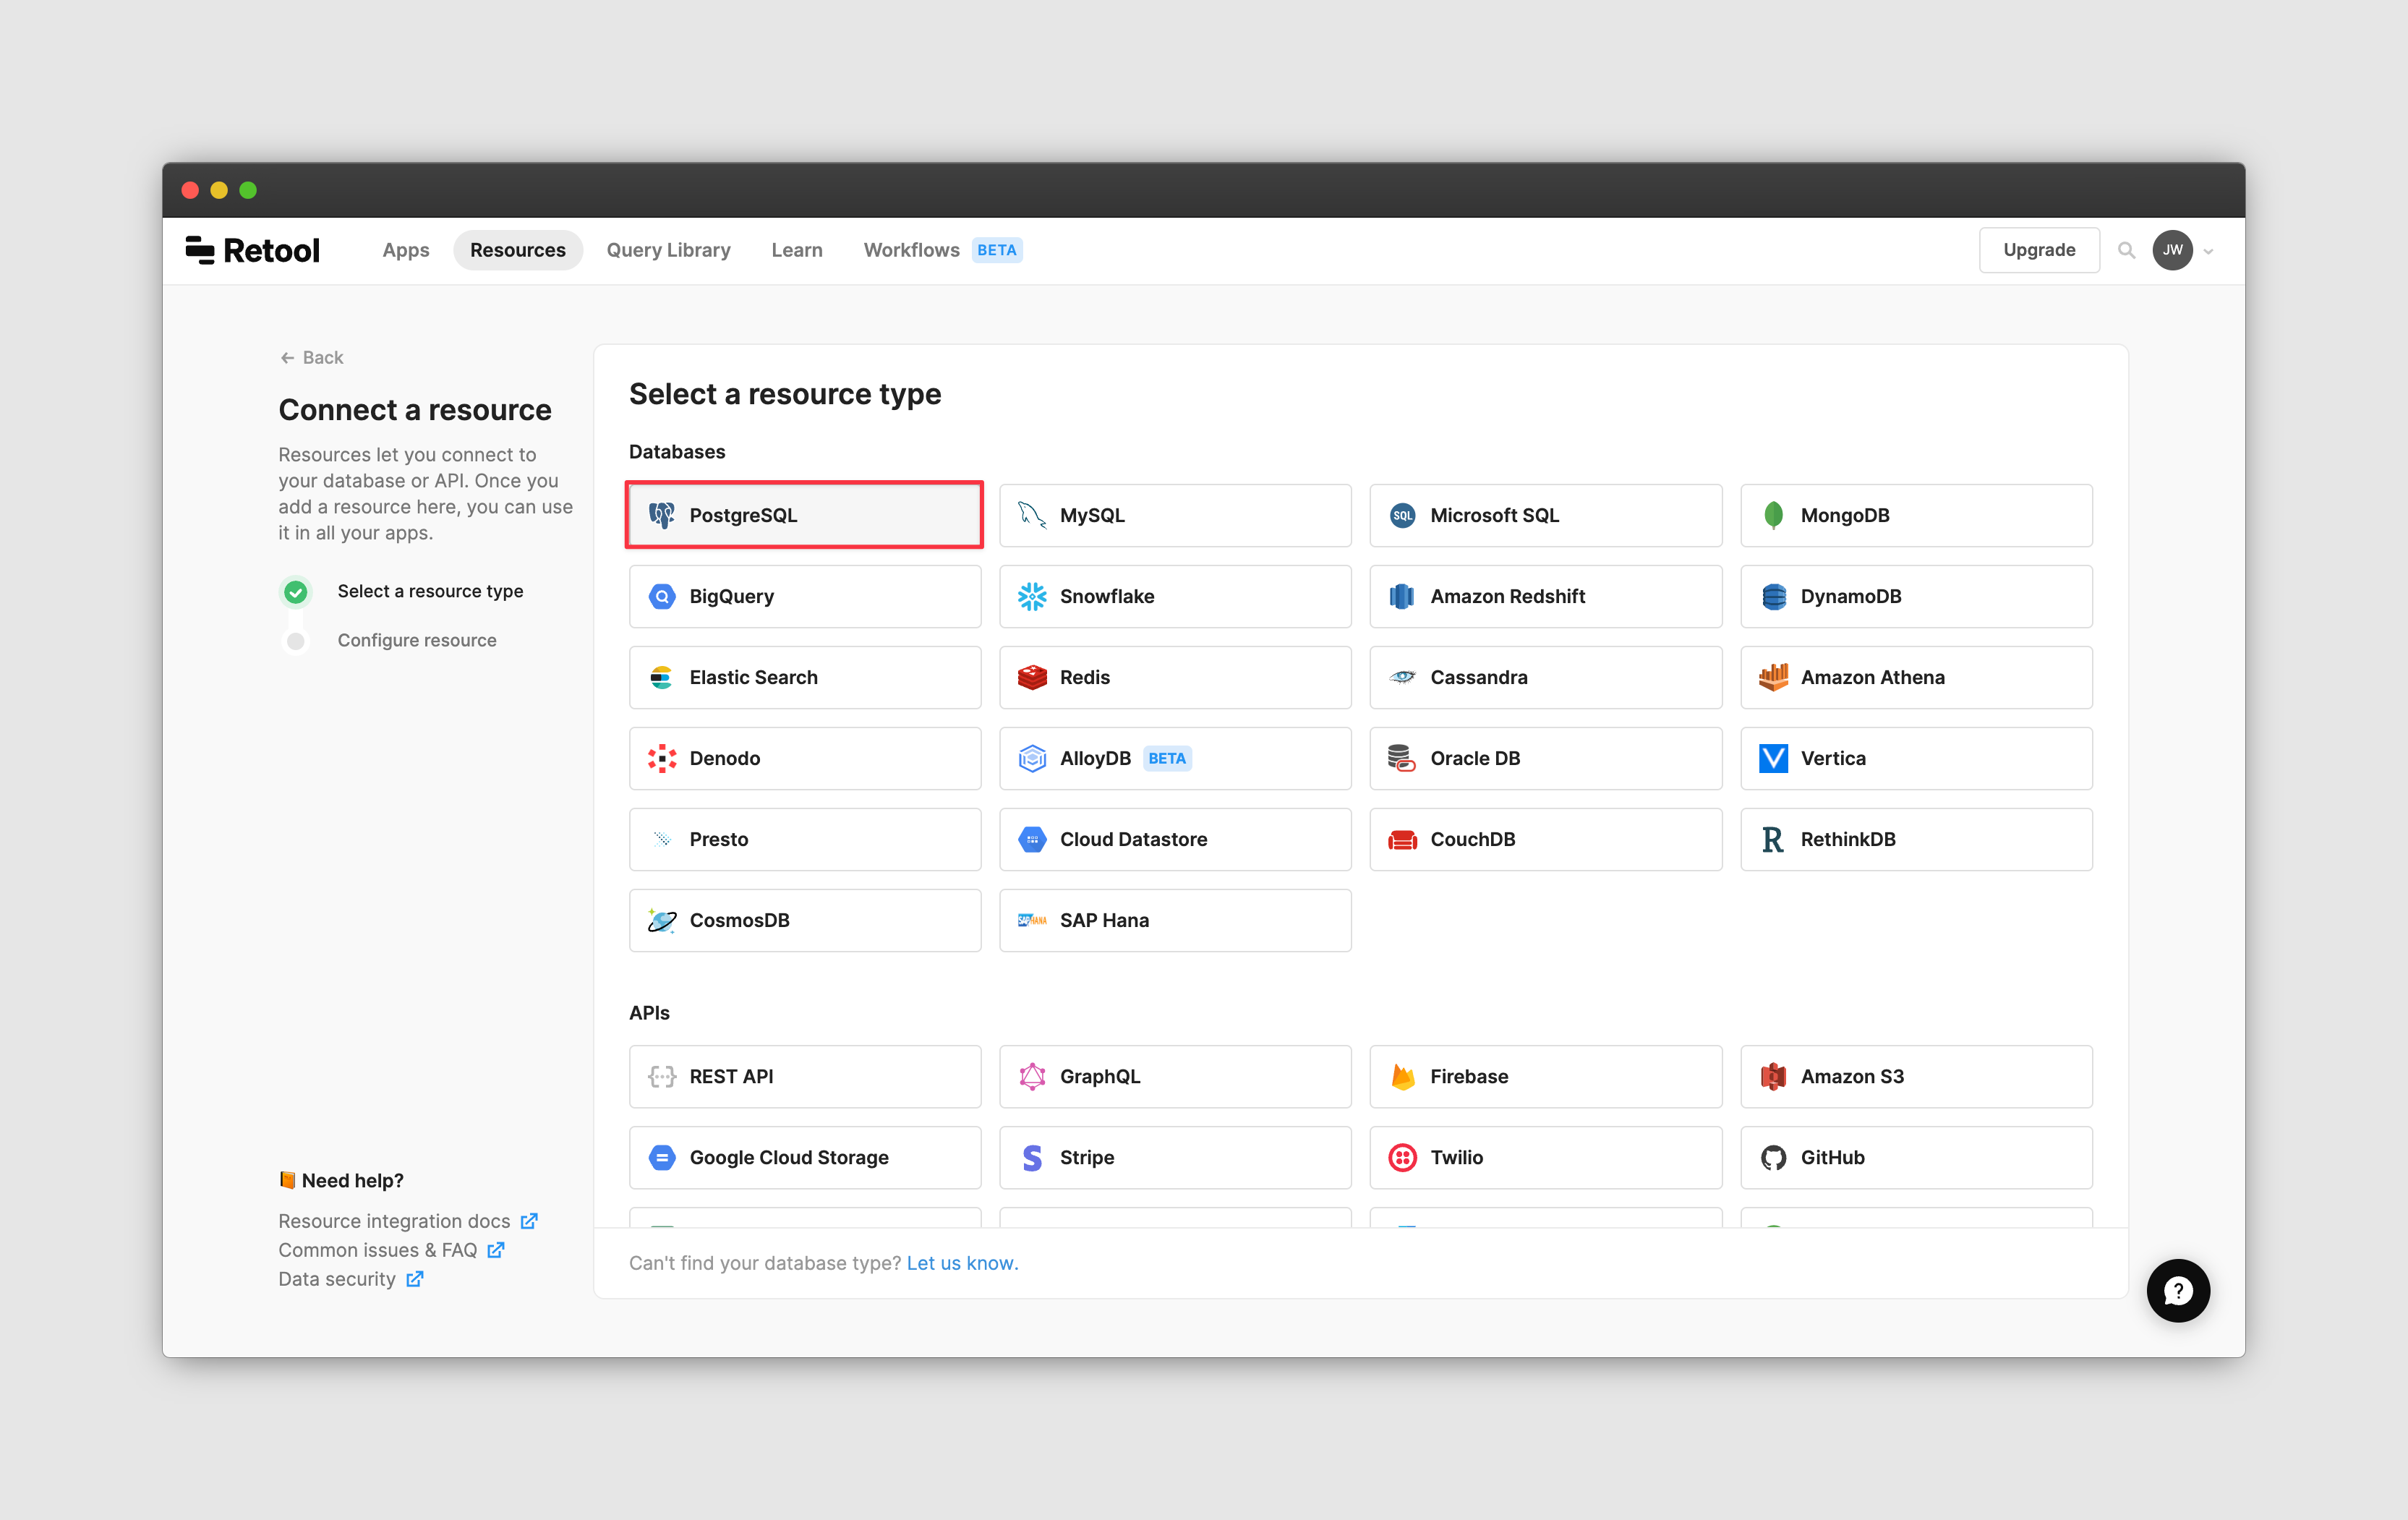 Retool
Apps
Resources
Query Library
Learn
Workflows BETA
Upgrade
JW
← Back
Connect a resource
Resources let you connect to
your database or API. Once you
add a resource here, you can use
it in all your apps.
Select a resource type
Configure resource
Need help?
Resource integration docs
Common issues & FAQ
Data security
Select a resource type
Databases
PostgreSQL
MySQL
SQL Microsoft SQL
MongoDB
BigQuery
Snowflake
Amazon Redshift
DynamoDB
Elastic Search
Redis
Cassandra
Amazon Athena
Denodo
AlloyDB BETA
Oracle DB
Vertica
Presto
Cloud Datastore
CouchDB
RethinkDB
CosmosDB
SAP HANA SAP Hana
APIs
REST API
GraphQL
Firebase
Amazon S3
Google Cloud Storage
Stripe
Twilio
GitHub
Can't find your database type? Let us know.